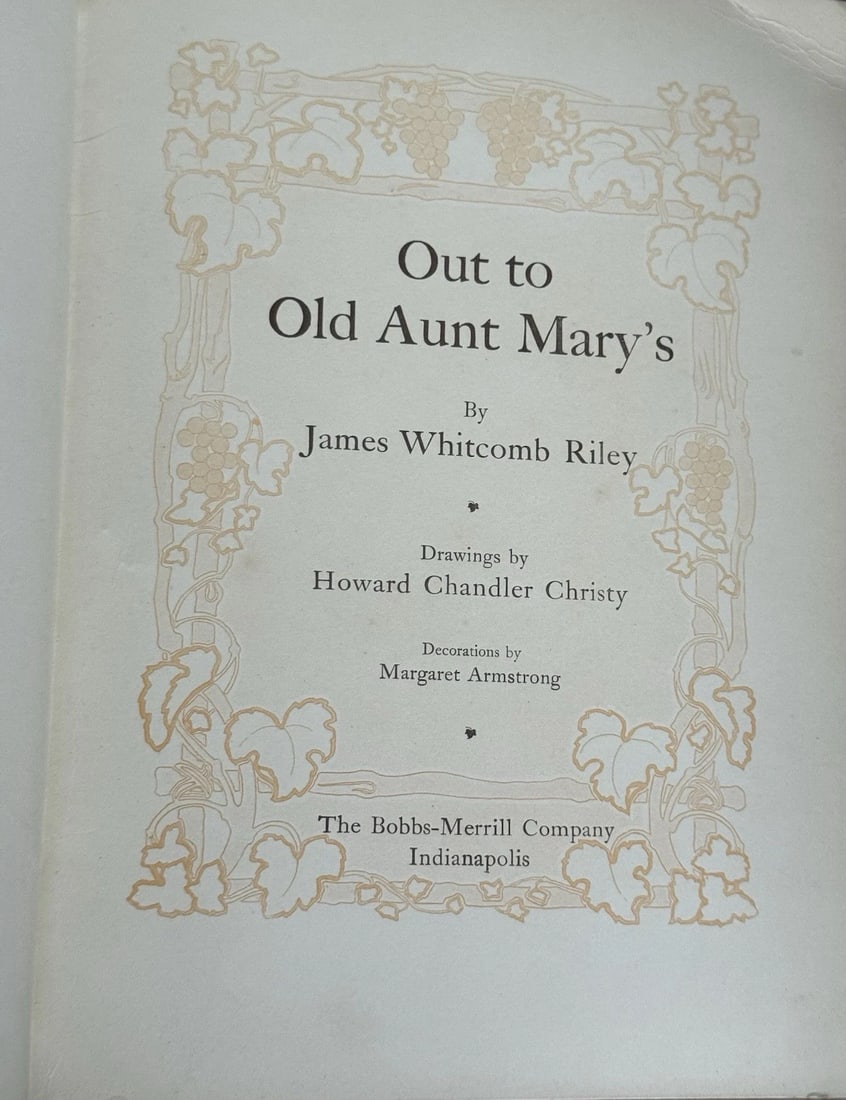 Out to
Old Aunt Mary's
By
James Whitcomb Riley
Drawings by
Howard Chandler Christy
Decorations by
Margaret Armstrong
The Bobbs-Merrill Company
Indianapolis